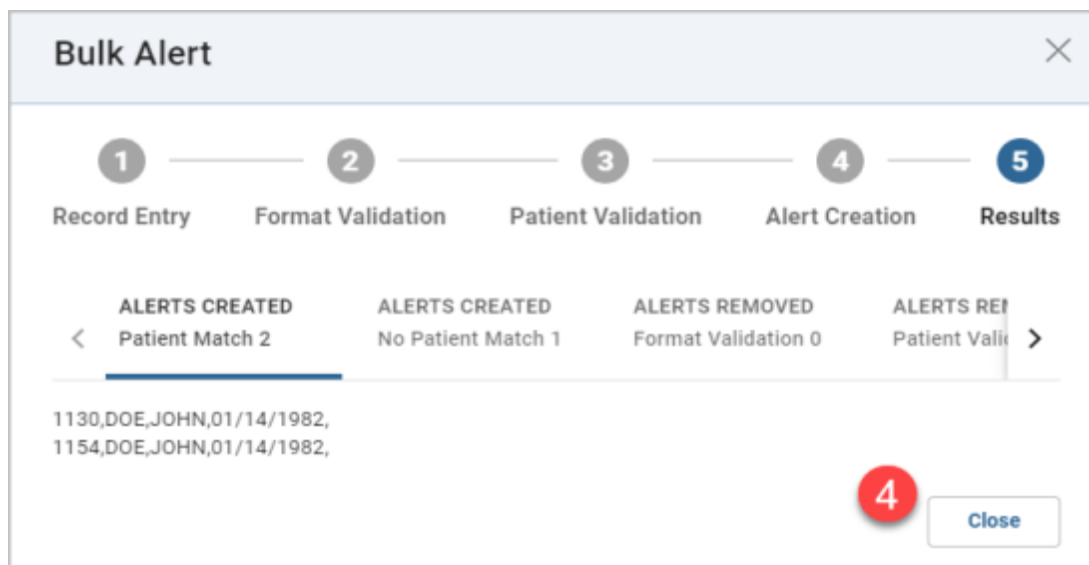 Bulk Alert
1 2 3 4 5
Record Entry Format Validation Patient Validation Alert Creation Results
ALERTS CREATED ALERTS CREATED ALERTS REMOVED ALERTS
Patient Match 2 No Patient Match 1 Format Validation 0 Patient
1130,DOE,JOHN,01/14/1982,
1154,DOE,JOHN,01/14/1982,
4
Close